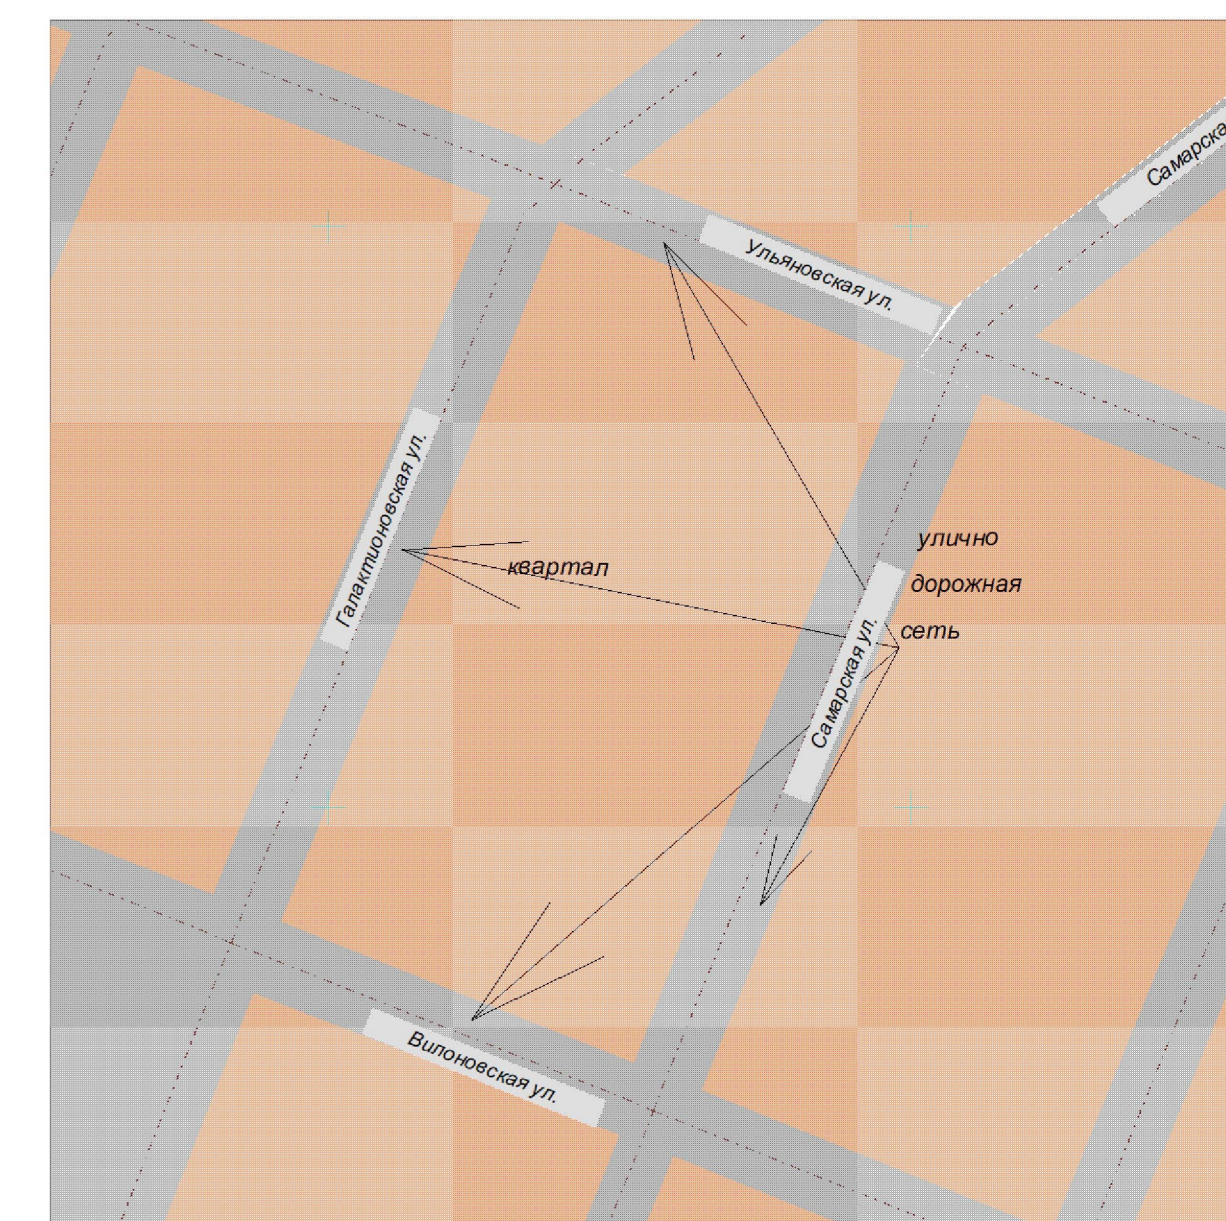 Самарска
Ульяновская ул.
Галактионовская ул.
улично
дорожная
сеть
квартал
Самарская ул.
Вилоновская ул.